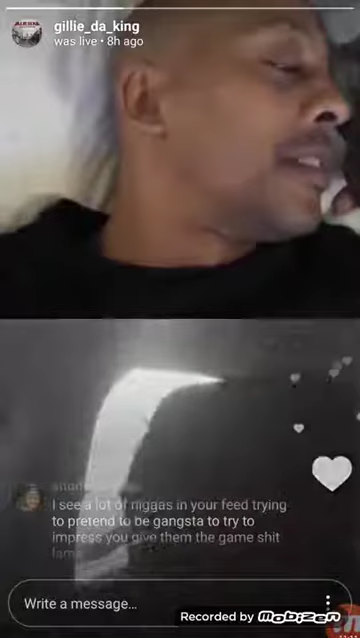 gillie_da_king
was live • 8h ago
I see a lot of niggas in your feed trying
to pretend to be gangsta to try to
impress you give them the game shit
lame
Write a message...
Recorded by mobizen